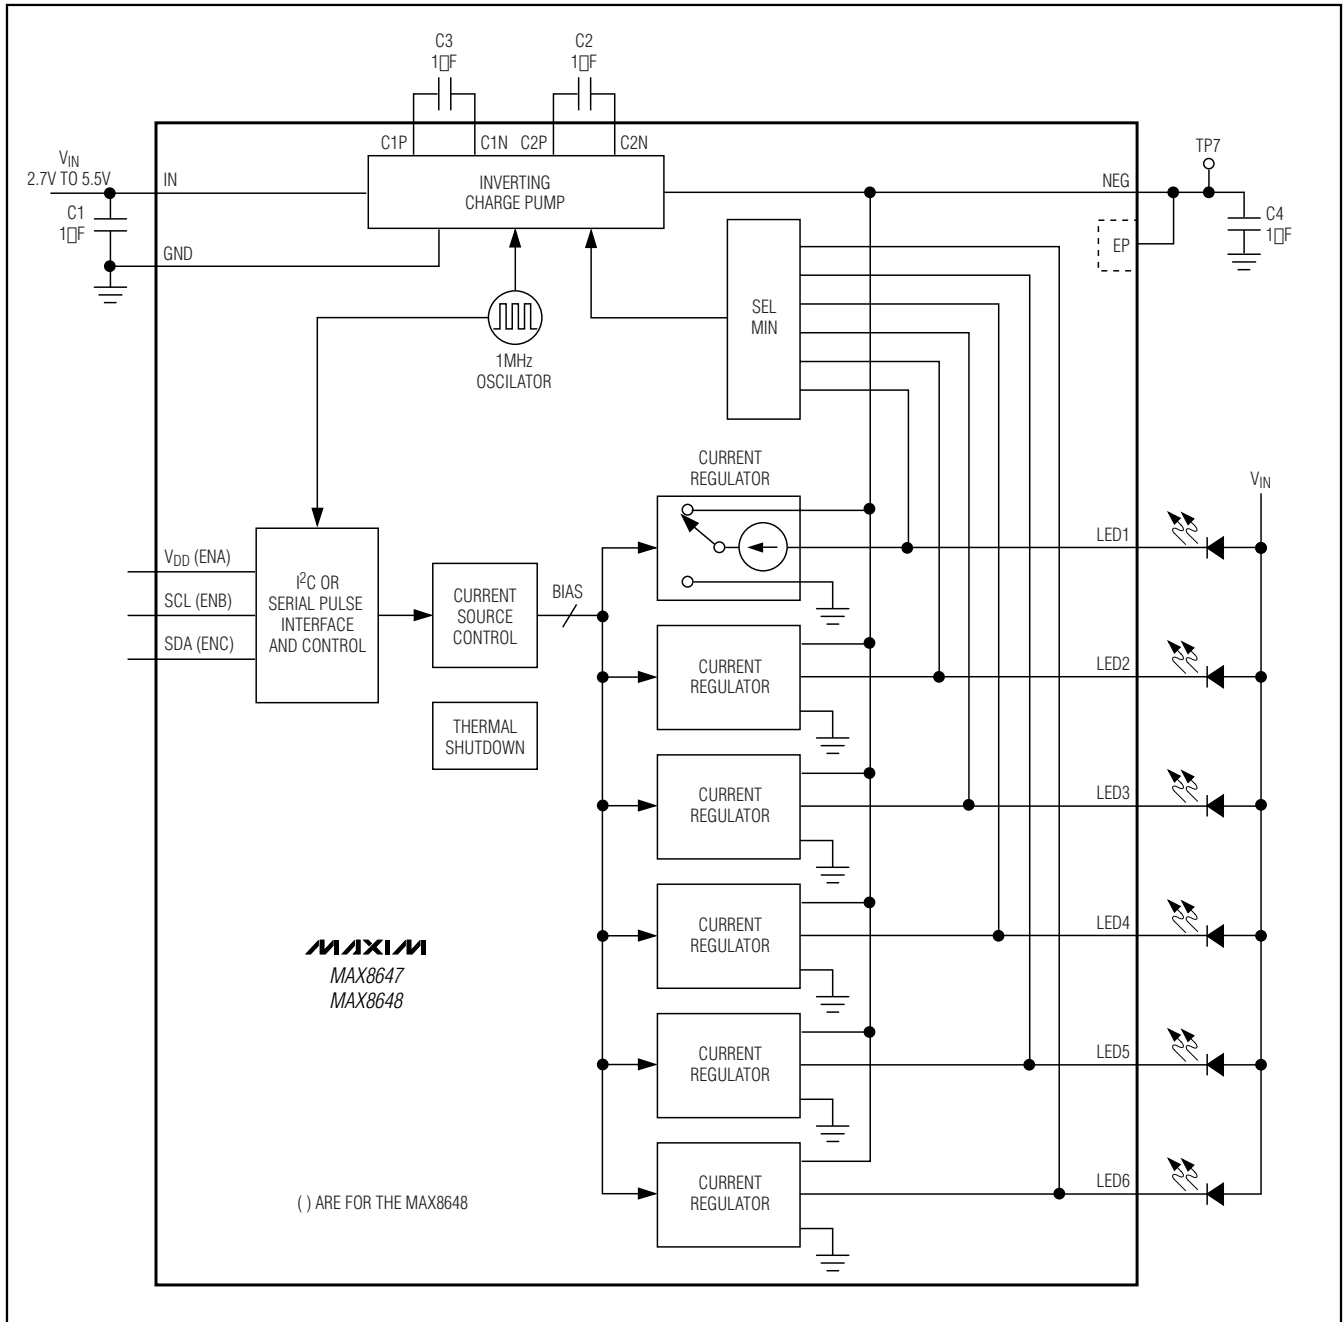 C3
1▯F
C2
1▯F
C1P
C1N
C2P
C2N
TP7
VIN
2.7V TO 5.5V
IN
INVERTING
CHARGE PUMP
NEG
C1
1▯F
C4
1▯F
GND
EP
SEL
MIN
1MHz
OSCILATOR
CURRENT
REGULATOR
VIN
LED1
VDD (ENA)
SCL (ENB)
SDA (ENC)
I2C OR
SERIAL PULSE
INTERFACE
AND CONTROL
CURRENT
SOURCE
CONTROL
BIAS
CURRENT
REGULATOR
LED2
THERMAL
SHUTDOWN
CURRENT
REGULATOR
LED3
CURRENT
REGULATOR
LED4
MAXIM
MAX8647
MAX8648
CURRENT
REGULATOR
LED5
CURRENT
REGULATOR
LED6
( ) ARE FOR THE MAX8648